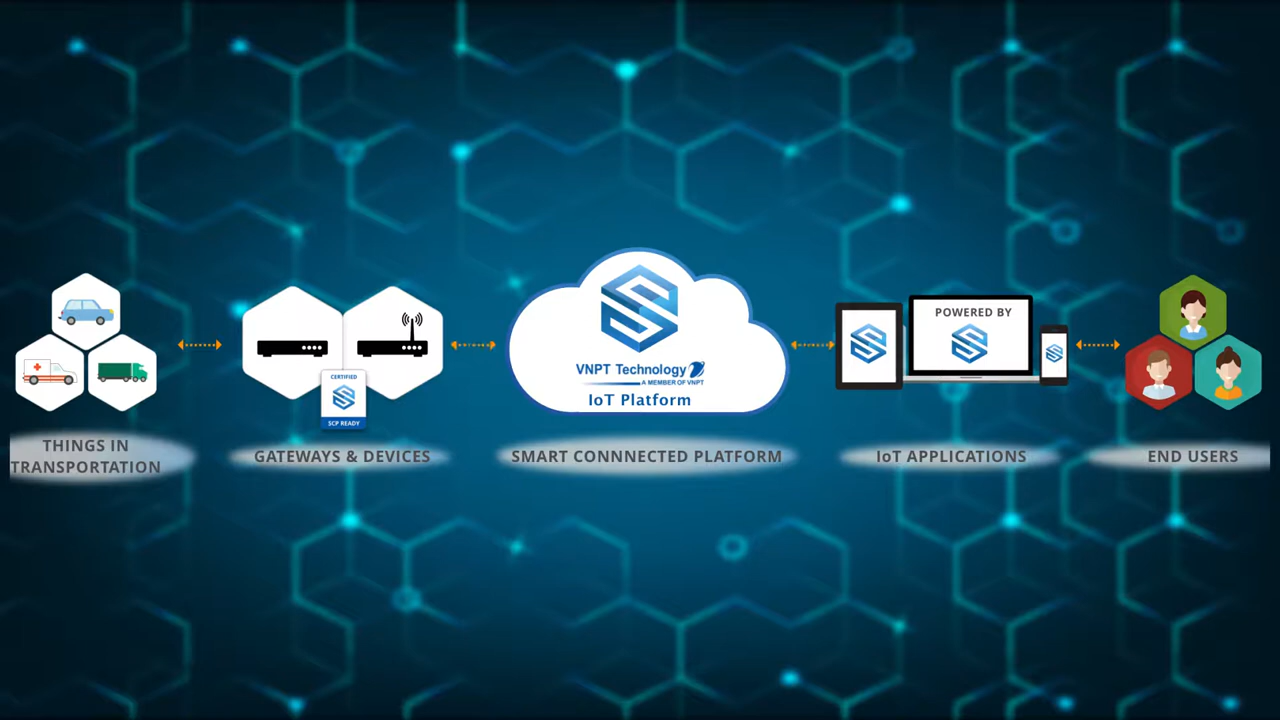 POWERED BY
CERTIFIED
SCP READY
VNPT Technology
A MEMBER OF VNPT
IoT Platform
THINGS IN
TRANSPORTATION
GATEWAYS & DEVICES
SMART CONNNECTED PLATFORM
IoT APPLICATIONS
END USERS